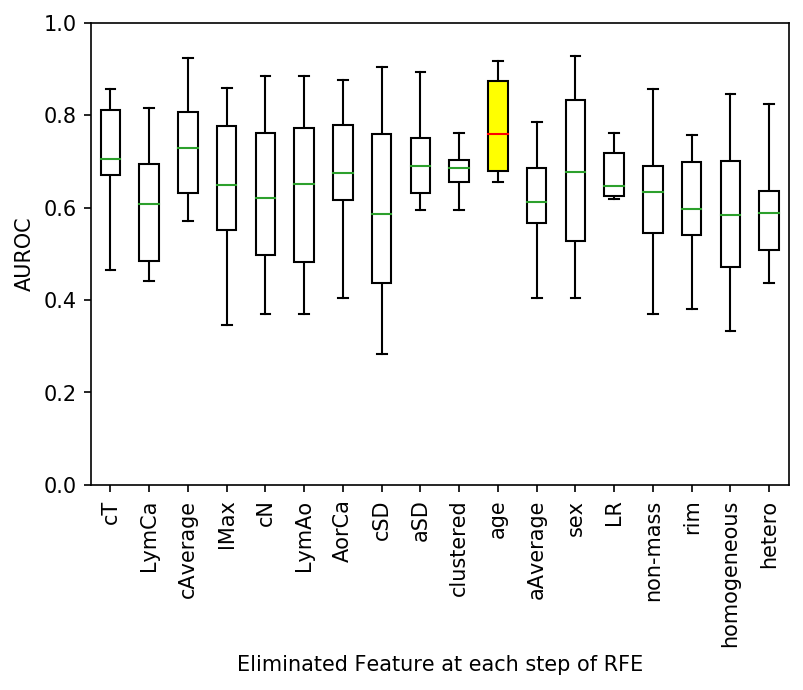 1.0
0.8
0.6
0.4
0.2
0.0
AUROC
cT
LymCa
cAverage
IMax
cN
LymAo
AorCa
cSD
aSD
clustered
age
aAverage
sex
LR
non-mass
rim
homogeneous
hetero
Eliminated Feature at each step of RFE